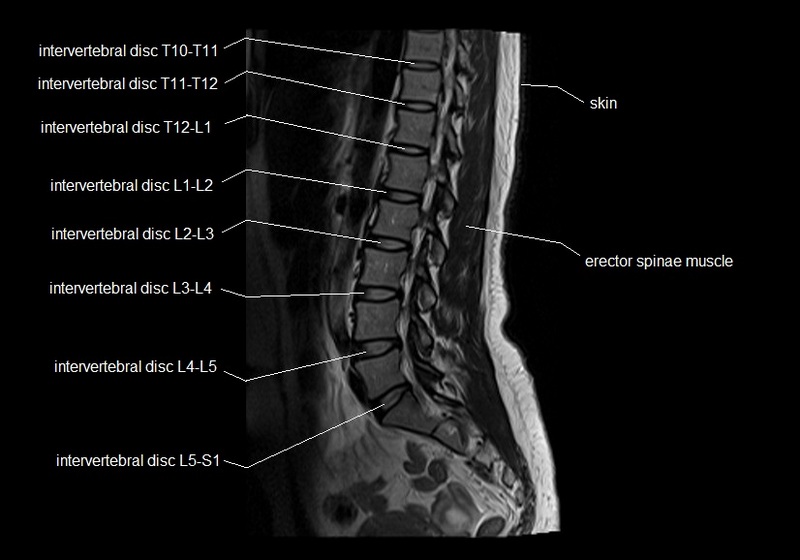 intervertebral disc T10-T11
intervertebral disc T11-T12
skin
intervertebral disc T12-L1
intervertebral disc L1-L2
intervertebral disc L2-L3
erector spinae muscle
intervertebral disc L3-L4
intervertebral disc L4-L5
intervertebral disc L5-S1